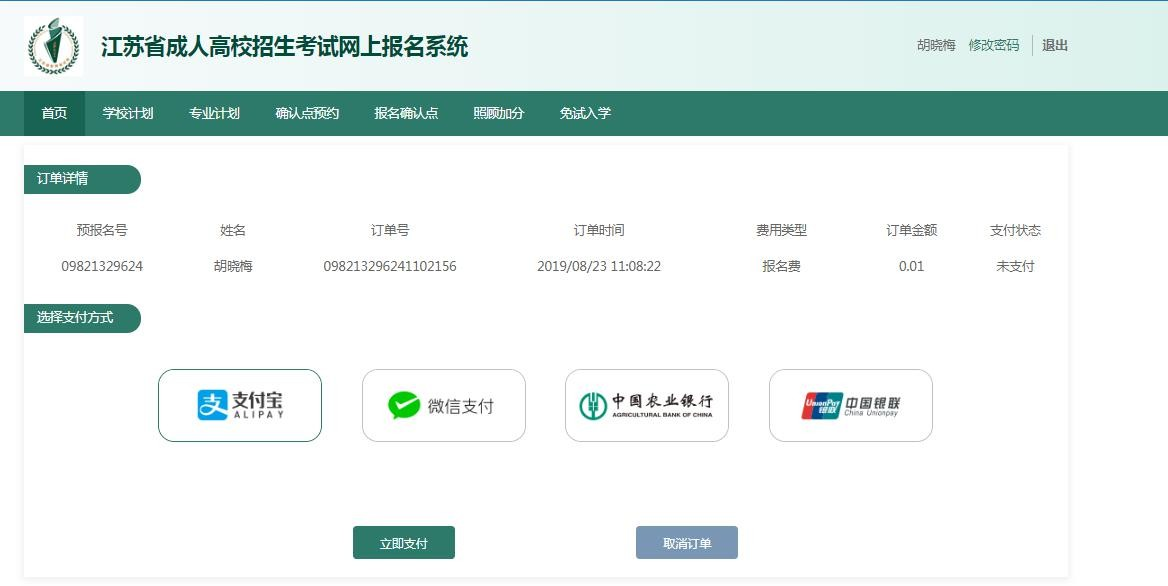 江苏省成人高校招生考试网上报名系统
胡晓梅 修改密码 退出
首页 学校计划 专业计划 确认点预约 报名确认点 照顾加分 免试入学
订单详情
预报名号 姓名 订单号 订单时间 费用类型 订单金额 支付状态
09821329624 胡晓梅 098213296241102156 2019/08/23 11:08:22 报名费 0.01 未支付
选择支付方式
支 支付宝 ALIPAY
微信支付
中国农业银行
AGRICULTURAL BANK OF CHINA
UnionPay 银联 中国银联
China Unionpay
立即支付 取消订单